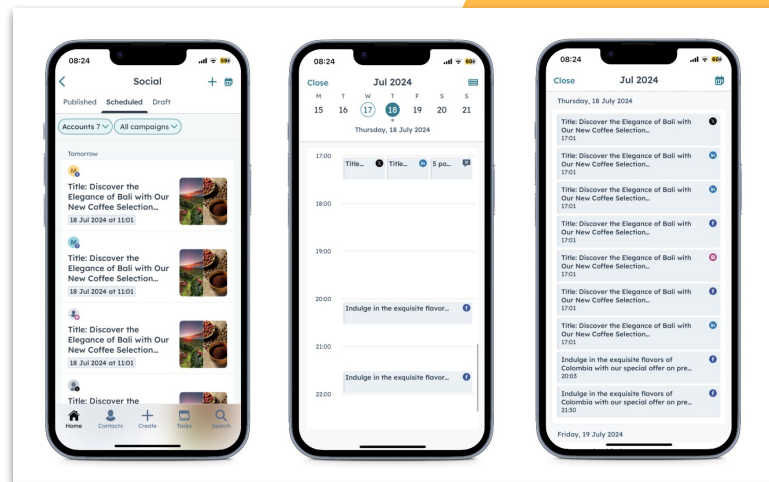 08:24
59+
Social
Published Scheduled Draft
Accounts 7 All campaigns
Tomorrow
M
Title: Discover the
Elegance of Bali with Our
New Coffee Selection...
18 Jul 2024 at 11:01
M
Title: Discover the
Elegance of Bali with Our
New Coffee Selection...
18 Jul 2024 at 11:01
Title: Discover the
Elegance of Bali with Our
New Coffee Selection...
18 Jul 2024 at 11:01
Title: Discover the
Home Contacts Create Tasks Search
08:24
60+
Close Jul 2024
M T W T F S S
15 16 17 18 19 20 21
Thursday, 18 July 2024
17:00 Title... Title... 5 po...
18:00
19:00
20:00
Indulge in the exquisite flavor...
21:00
Indulge in the exquisite flavor...
22:00
08:24
60+
Close Jul 2024
Thursday, 18 July 2024
Title: Discover the Elegance of Bali with
Our New Coffee Selection...
17:01
Title: Discover the Elegance of Bali with
Our New Coffee Selection...
17:01
Title: Discover the Elegance of Bali with
Our New Coffee Selection...
17:01
Title: Discover the Elegance of Bali with
Our New Coffee Selection...
17:01
Title: Discover the Elegance of Bali with
Our New Coffee Selection...
17:01
Title: Discover the Elegance of Bali with
Our New Coffee Selection...
17:01
Title: Discover the Elegance of Bali with
Our New Coffee Selection...
17:01
Indulge in the exquisite flavors of
Colombia with our special offer on pre...
20:03
Indulge in the exquisite flavors of
Colombia with our special offer on pre...
21:30
Friday, 19 July 2024